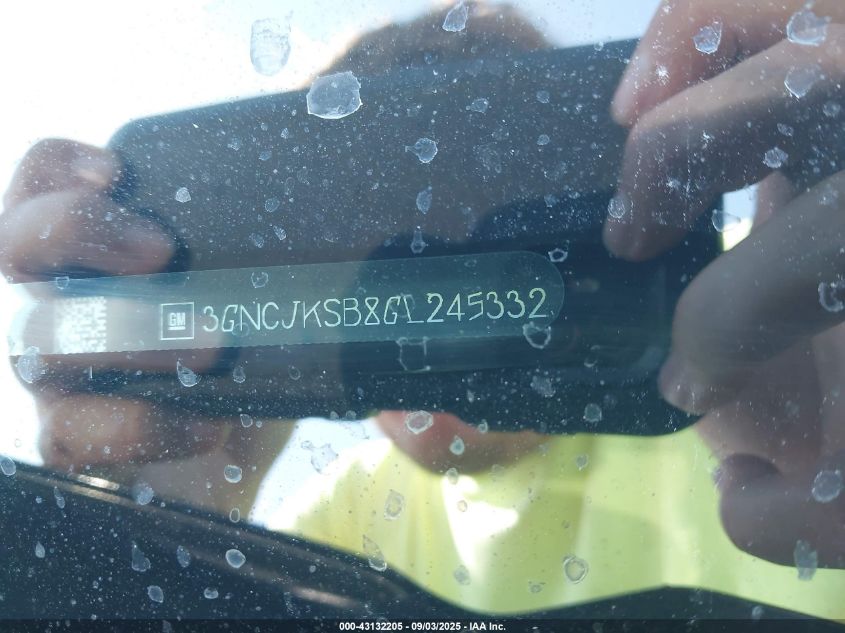 GM 3GNCJKSB8GL245332
000-43132205 - 09/03/2025 - IAA Inc.